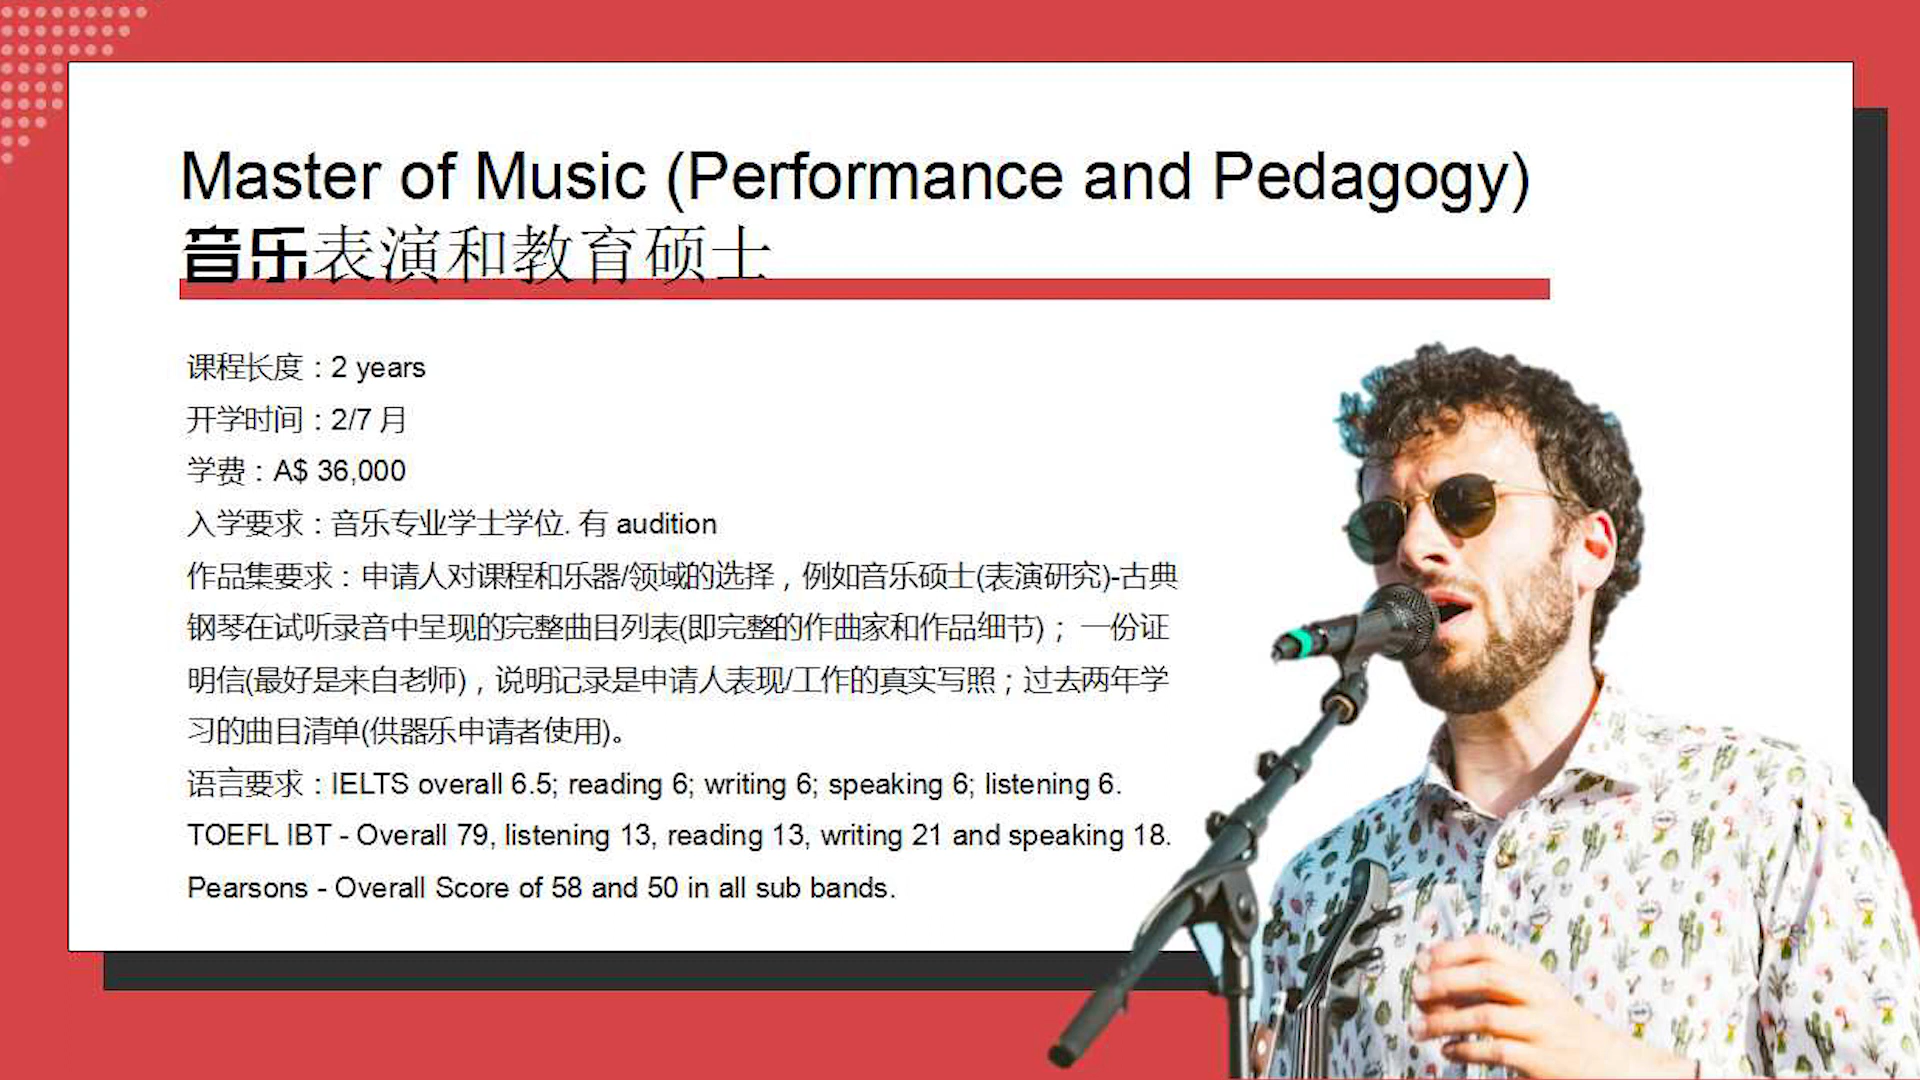 Master of Music (Performance and Pedagogy)
音乐表演和教育硕士
课程长度：2 years
开学时间：2/7 月
学费：A$ 36,000
入学要求：音乐专业学士学位. 有 audition
作品集要求：申请人对课程和乐器/领域的选择，例如音乐硕士(表演研究)-古典
钢琴在试听录音中呈现的完整曲目列表(即完整的作曲家和作品细节)； 一份证
明信(最好是来自老师)，说明记录是申请人表现/工作的真实写照；过去两年学
习的曲目清单(供器乐申请者使用)。
语言要求：IELTS overall 6.5; reading 6; writing 6; speaking 6; listening 6.
TOEFL IBT - Overall 79, listening 13, reading 13, writing 21 and speaking 18.
Pearsons - Overall Score of 58 and 50 in all sub bands.